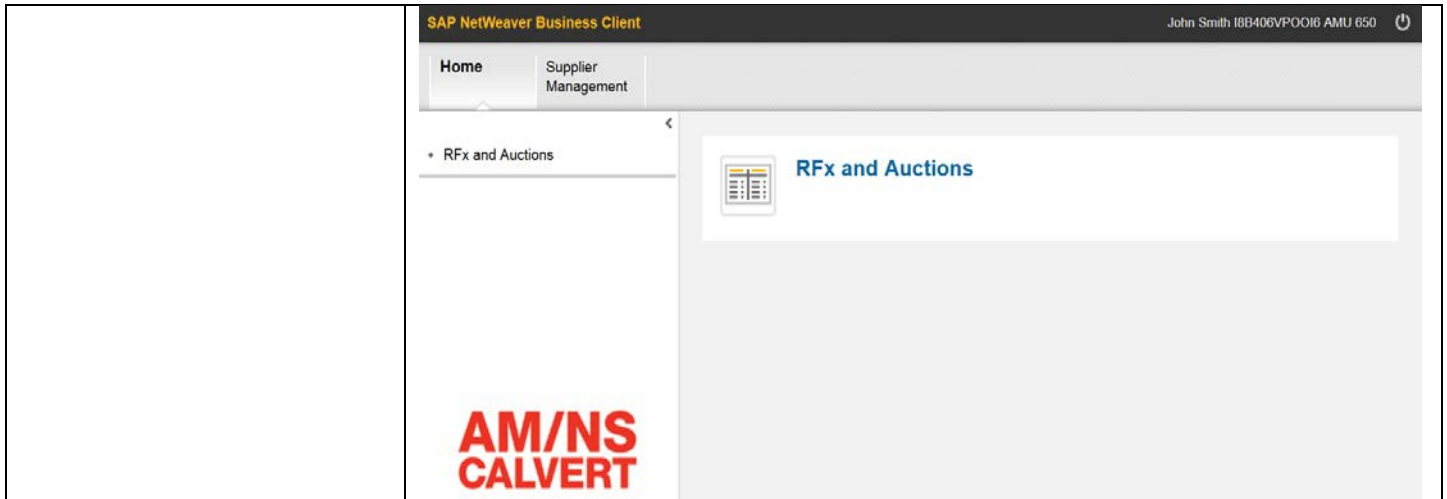 SAP NetWeaver Business Client
John Smith I8B406VPOOI6 AMU 650
Home
Supplier
Management
RFx and Auctions
RFx and Auctions
AM/NS
CALVERT